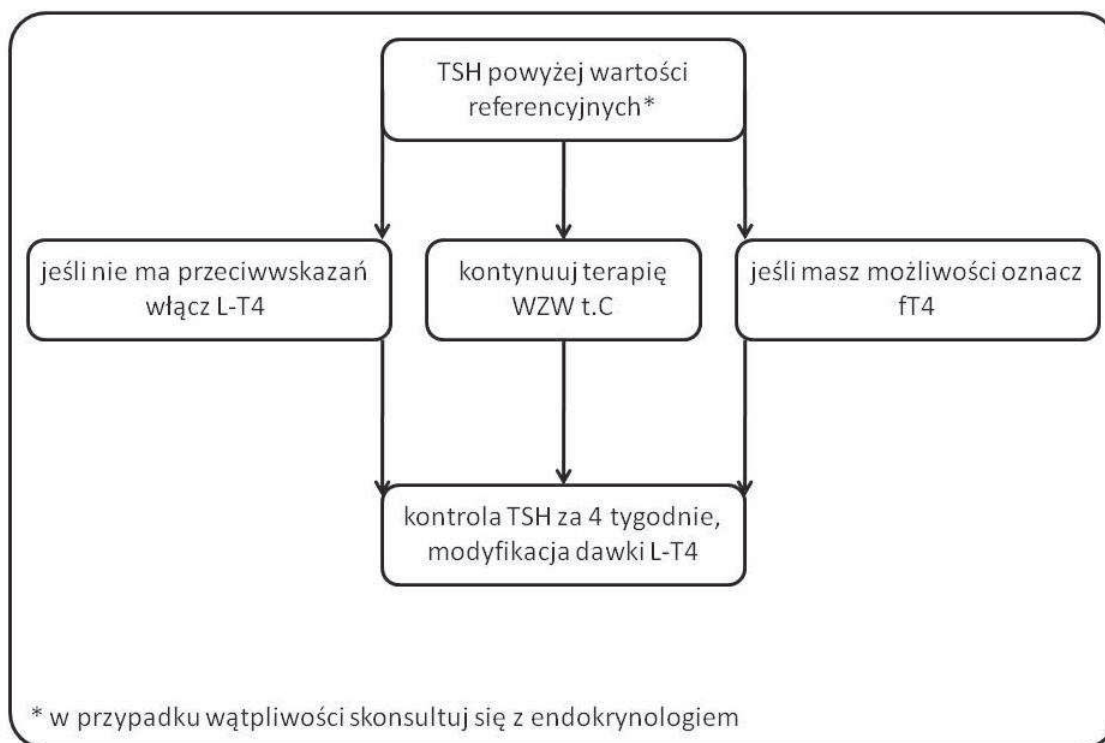 TSH powyżej wartości
referencyjnych*
jeśli nie ma przeciwwskazań
włącz L-T4
kontynuuj terapię
WZW t.C
jeśli masz możliwości oznacz
fT4
kontrola TSH za 4 tygodnie,
modyfikacja dawki L-T4
* w przypadku wątpliwości skonsultuj się z endokrynologiem